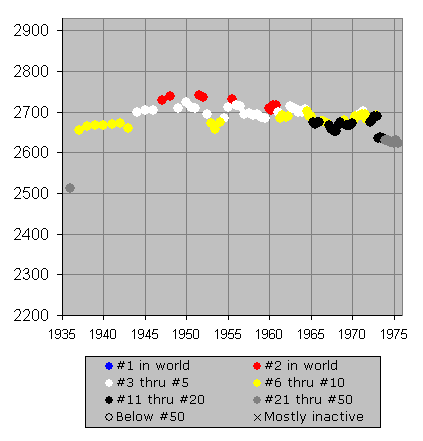 2900
2800
2700
2600
2500
2400
2300
2200
1935 1940 1945 1950 1955 1960 1965 1970 1975
#1 in world #2 in world
#3 thru #5 #6 thru #10
#11 thru #20 #21 thru #50
Below #50 Mostly inactive